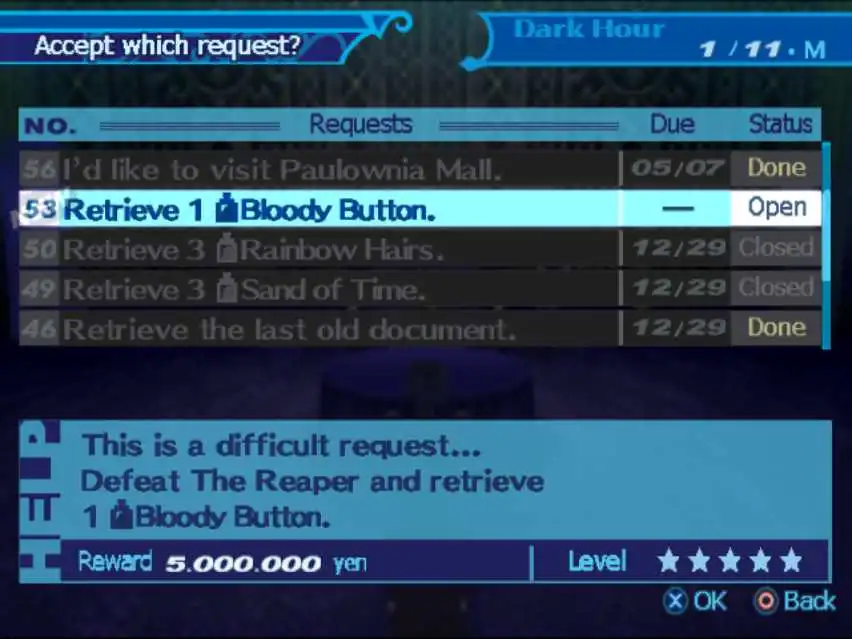 Accept which request?
Dark Hour
1 / 11 • M
NO. Requests Due Status
56 I'd like to visit Paulownia Mall. 05/07 Done
53 Retrieve 1 Bloody Button. — Open
50 Retrieve 3 Rainbow Hairs. 12/29 Closed
49 Retrieve 3 Sand of Time. 12/29 Closed
46 Retrieve the last old document. 12/29 Done
HELP
This is a difficult request...
Defeat The Reaper and retrieve
1 Bloody Button.
Reward 5.000.000 yen Level ★★★★★
OK Back